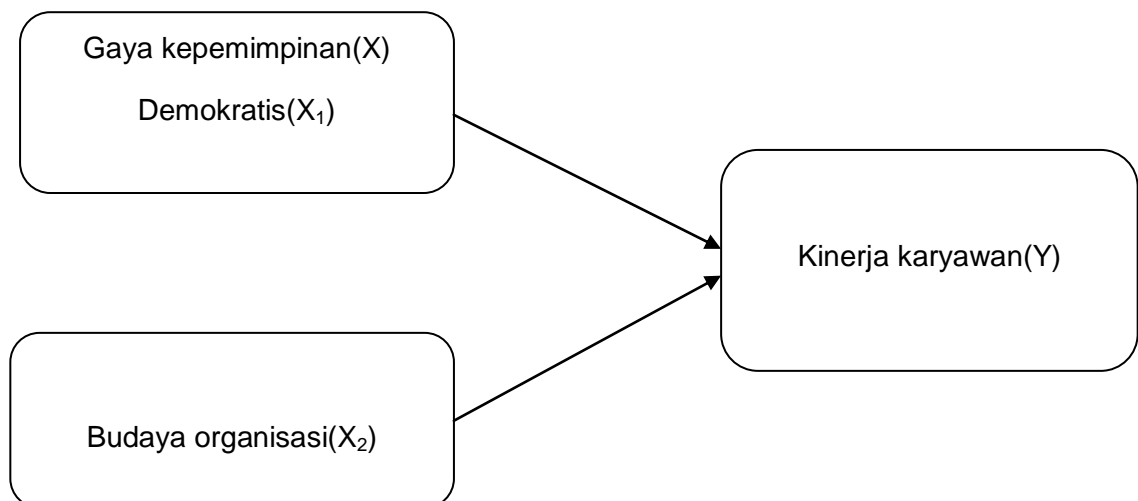 Gaya kepemimpinan(X)
Demokratis(X₁)
Kinerja karyawan(Y)
Budaya organisasi(X₂)